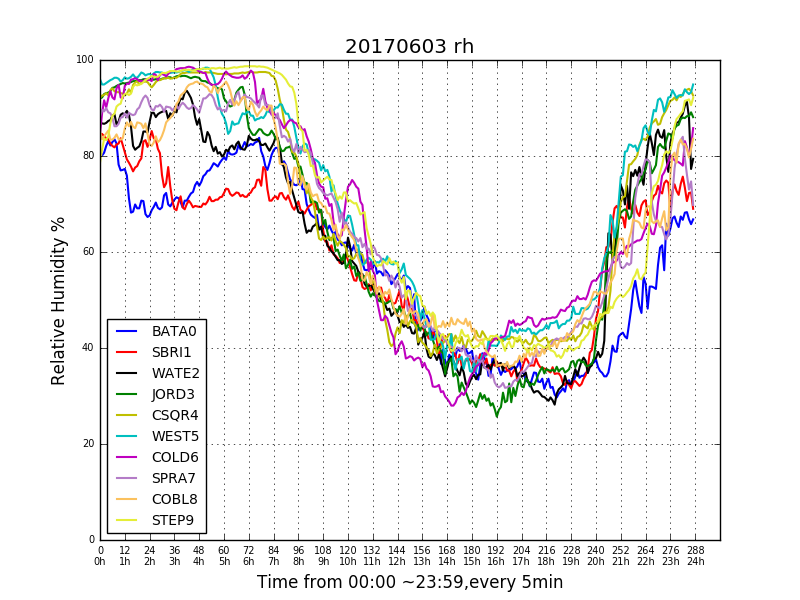 20170603 rh
100
80
60
40
20
0
Relative Humidity %
BATA0
SBRI1
WATE2
JORD3
CSQR4
WEST5
COLD6
SPRA7
COBL8
STEP9
0 12 24 36 48 60 72 84 96 108 120 132 144 156 168 180 192 204 216 228 240 252 264 276 288
0h 1h 2h 3h 4h 5h 6h 7h 8h 9h 10h 11h 12h 13h 14h 15h 16h 17h 18h 19h 20h 21h 22h 23h 24h
Time from 00:00 ~23:59,every 5min